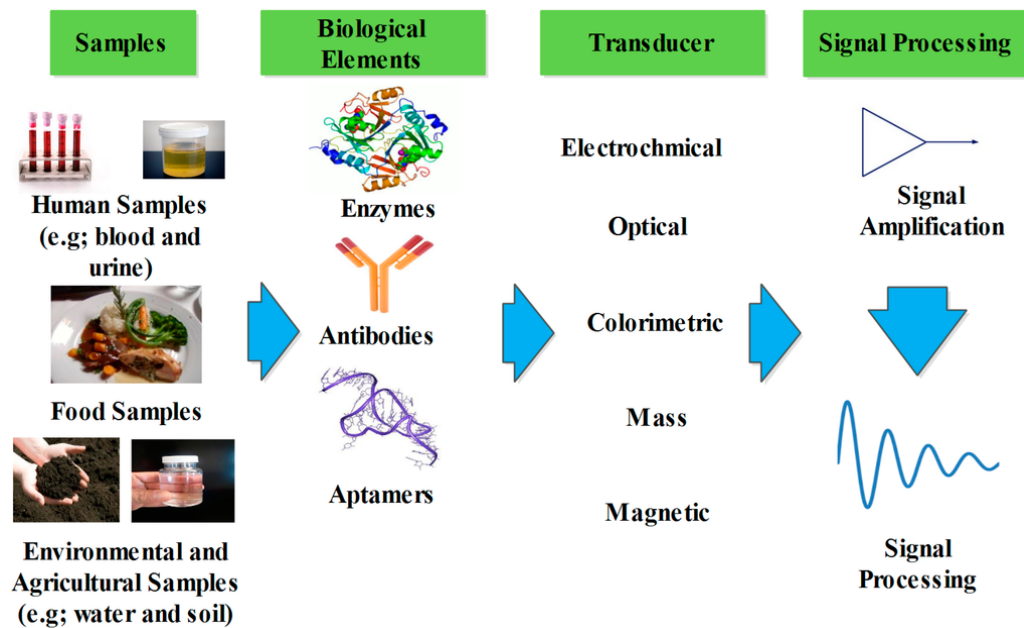 Samples
Biological
Elements
Transducer
Signal Processing
Human Samples
(e.g; blood and
urine)
Food Samples
Environmental and
Agricultural Samples
(e.g; water and soil)
Enzymes
Antibodies
Aptamers
Electrochmical
Optical
Colorimetric
Mass
Magnetic
Signal
Amplification
Signal
Processing